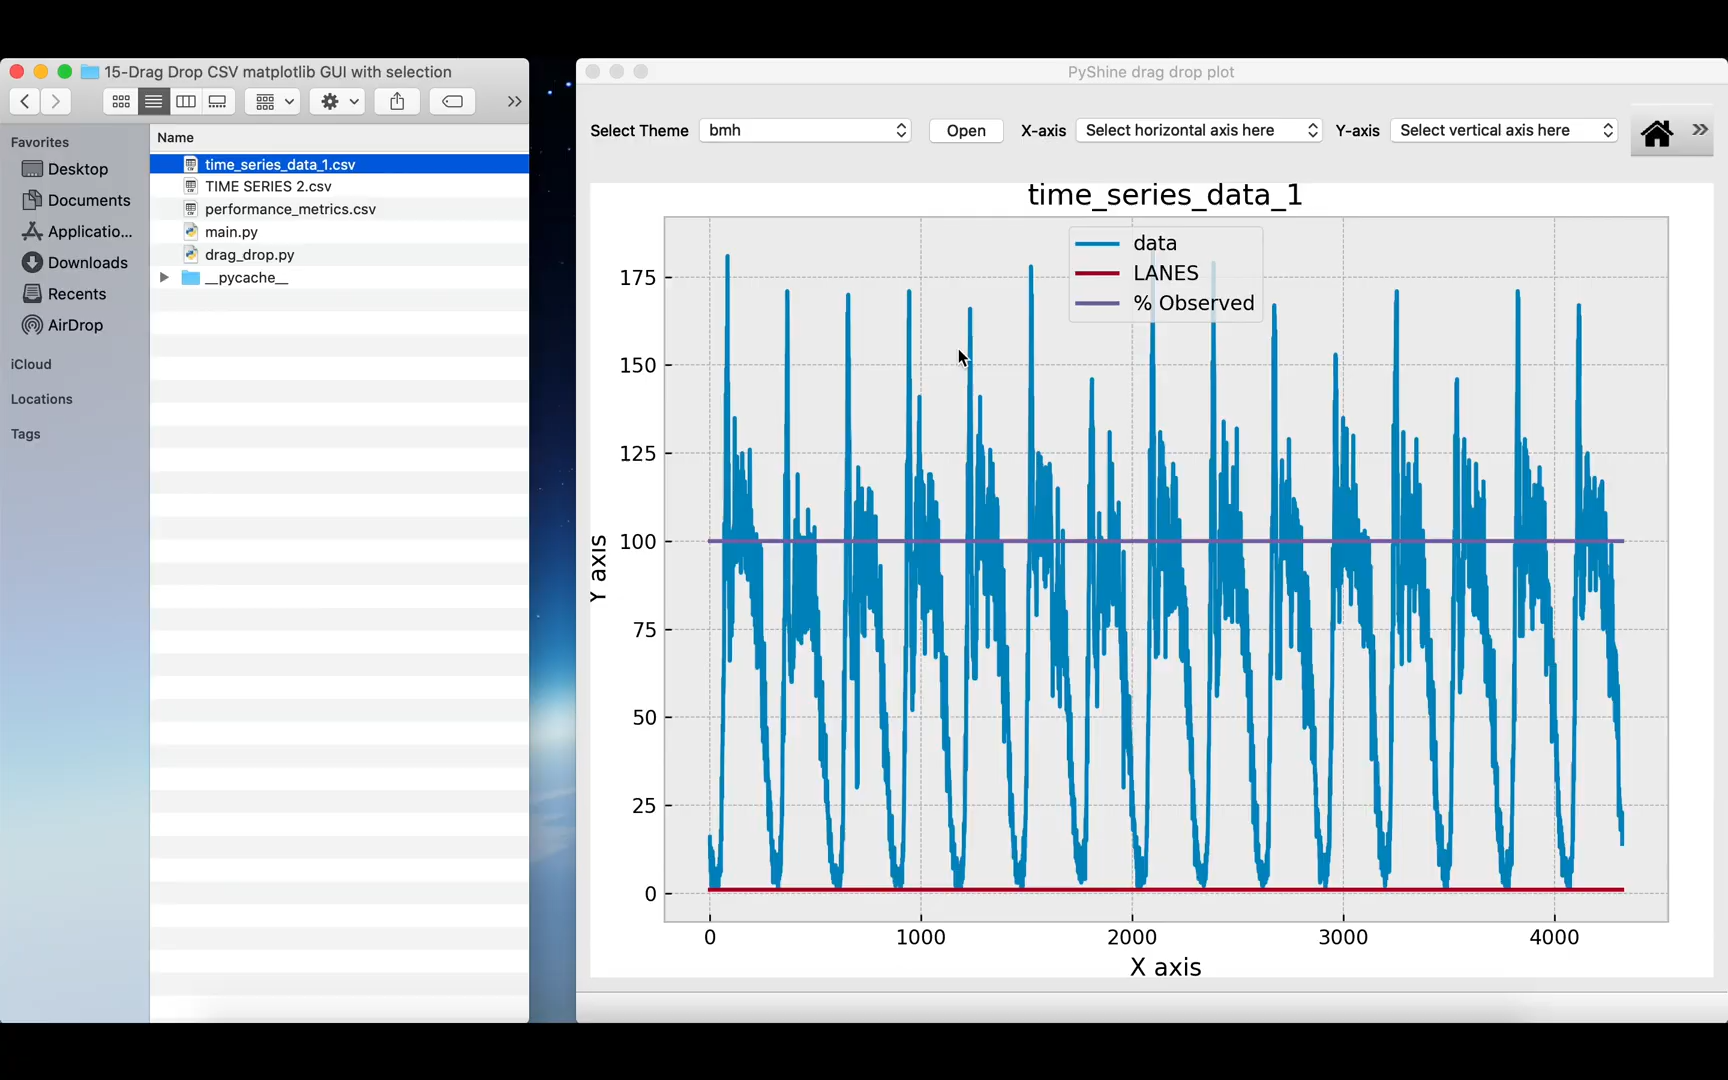 15-Drag Drop CSV matplotlib GUI with selection
Favorites
Desktop
Documents
Applicatio...
Downloads
Recents
AirDrop
iCloud
Locations
Tags
Name
time_series_data_1.csv
TIME SERIES 2.csv
performance_metrics.csv
main.py
drag_drop.py
__pycache__
PyShine drag drop plot
Select Theme bmh Open X-axis Select horizontal axis here Y-axis Select vertical axis here
time_series_data_1
data
LANES
% Observed
175
150
125
100
75
50
25
0
Y axis
0 1000 2000 3000 4000
X axis